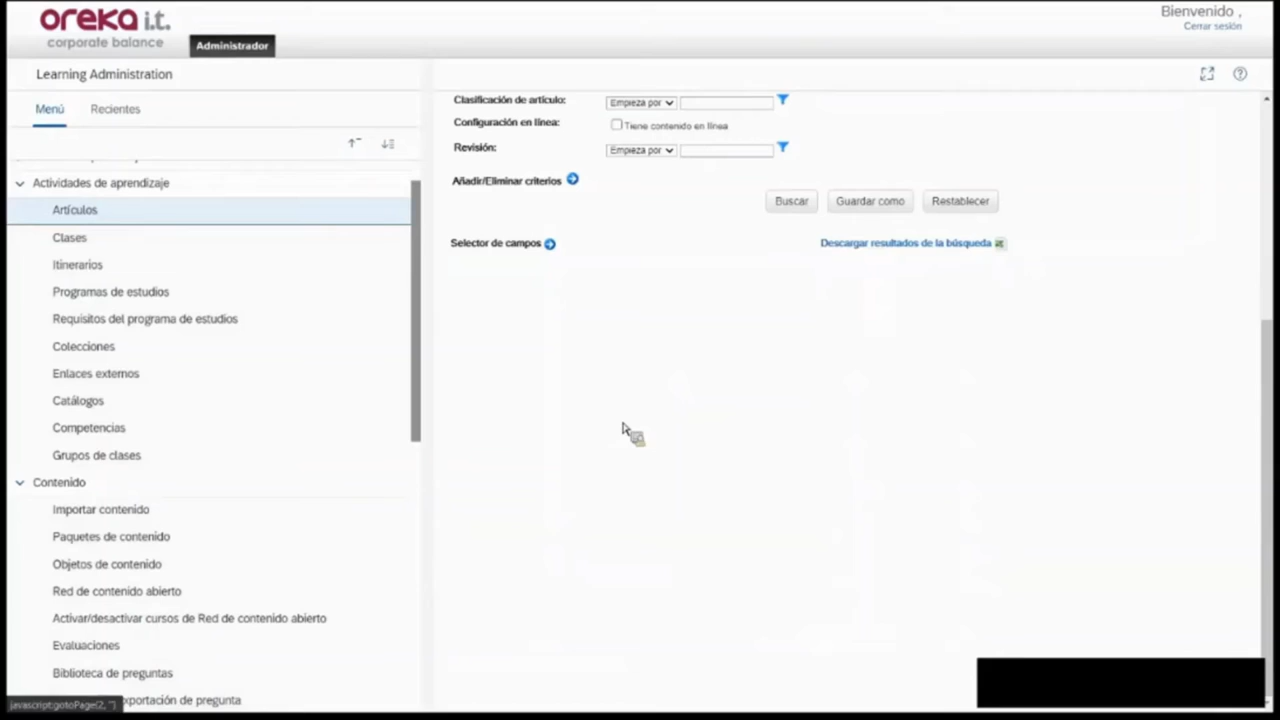 oreka i.t.
corporate balance
Administrador
Bienvenido ,
Cerrar sesión
Learning Administration
Menú
Recientes
Actividades de aprendizaje
Artículos
Clases
Itinerarios
Programas de estudios
Requisitos del programa de estudios
Colecciones
Enlaces externos
Catálogos
Competencias
Grupos de clases
Contenido
Importar contenido
Paquetes de contenido
Objetos de contenido
Red de contenido abierto
Activar/desactivar cursos de Red de contenido abierto
Evaluaciones
Biblioteca de preguntas
xportación de pregunta
javascript:gotoPage(2, '')
Clasificación de artículo:
Empieza por
Configuración en línea:
Tiene contenido en línea
Revisión:
Empieza por
Añadir/Eliminar criterios
Buscar
Guardar como
Restablecer
Selector de campos
Descargar resultados de la búsqueda